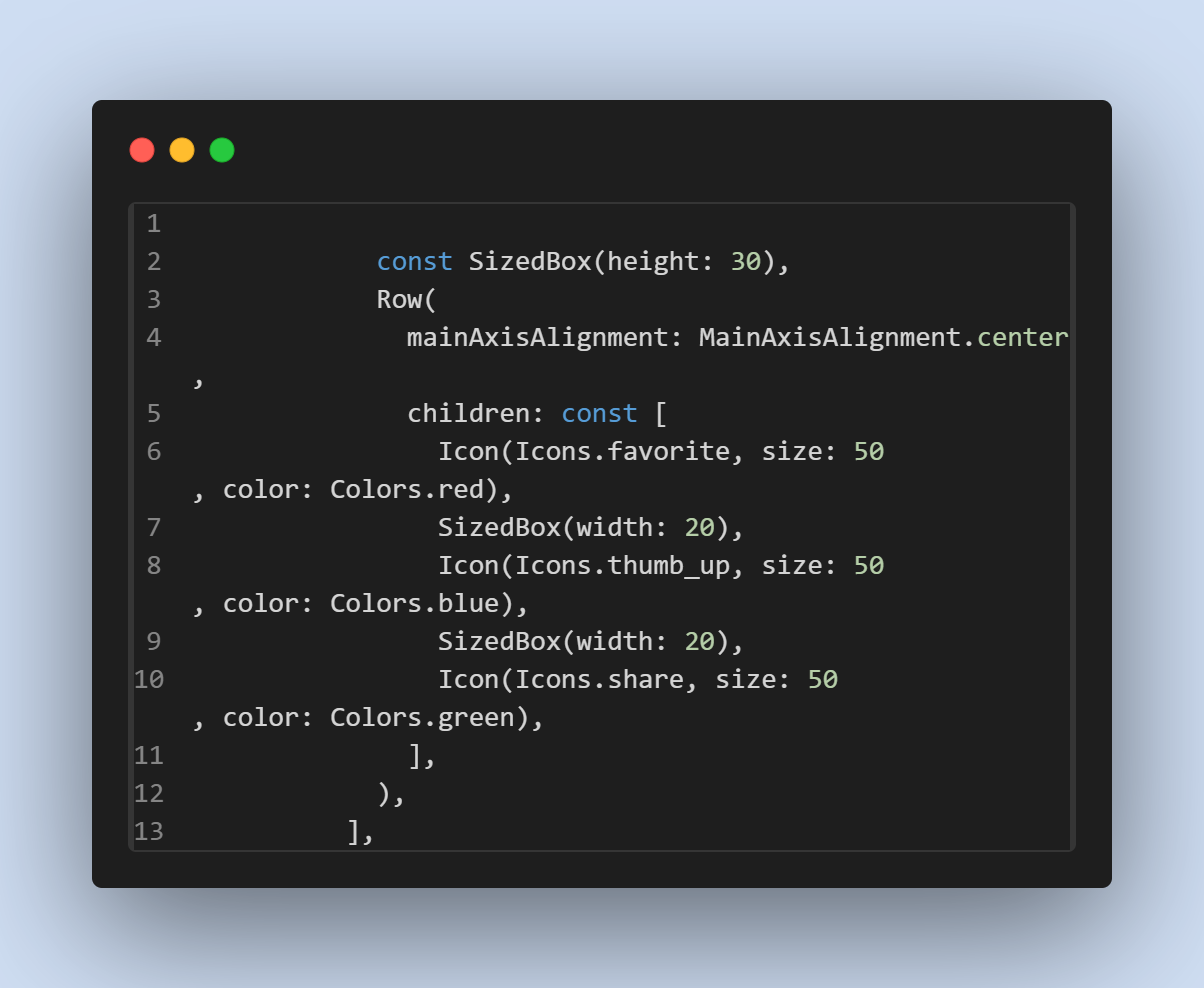 1
2 const SizedBox(height: 30),
3 Row(
4 mainAxisAlignment: MainAxisAlignment.center
,
5 children: const [
6 Icon(Icons.favorite, size: 50
, color: Colors.red),
7 SizedBox(width: 20),
8 Icon(Icons.thumb_up, size: 50
, color: Colors.blue),
9 SizedBox(width: 20),
10 Icon(Icons.share, size: 50
, color: Colors.green),
11 ],
12 ),
13 ],